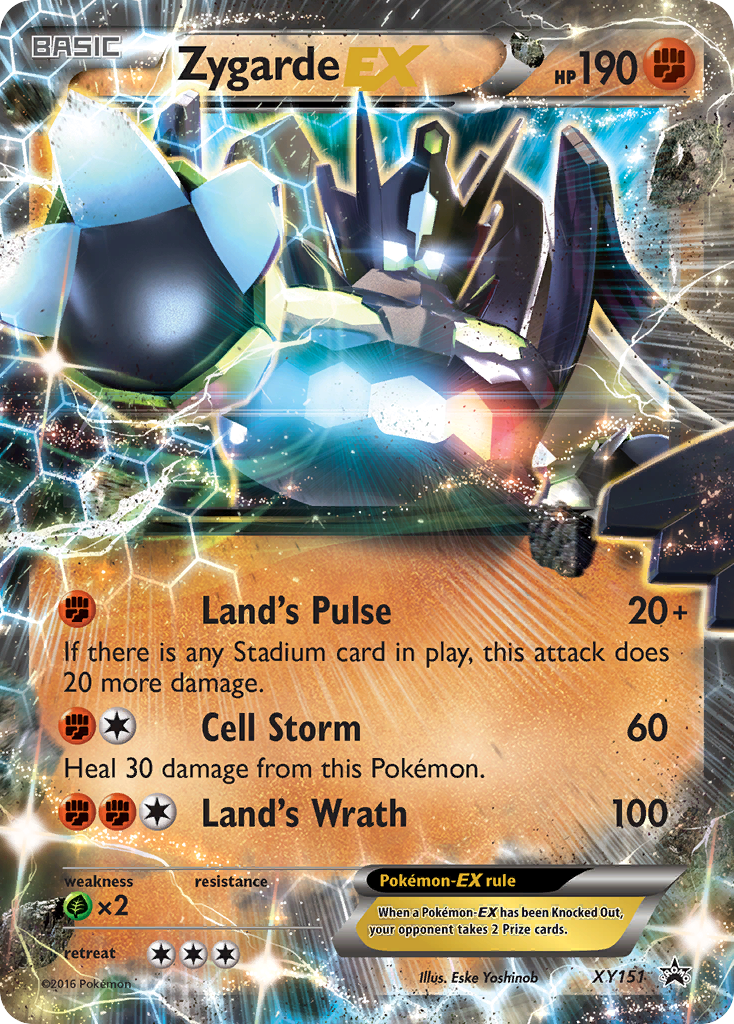 BASIC
Zygarde EX
HP 190
Land's Pulse 20+
If there is any Stadium card in play, this attack does
20 more damage.
Cell Storm 60
Heal 30 damage from this Pokémon.
Land's Wrath 100
weakness resistance
×2
Pokémon-EX rule
When a Pokémon-EX has been Knocked Out,
your opponent takes 2 Prize cards.
retreat
©2016 Pokémon
Illus. Eske Yoshinob
XY151
PROMO